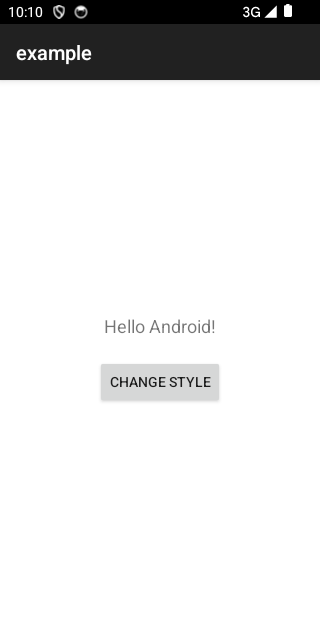 10:10 3G
example
Hello Android!
CHANGE STYLE